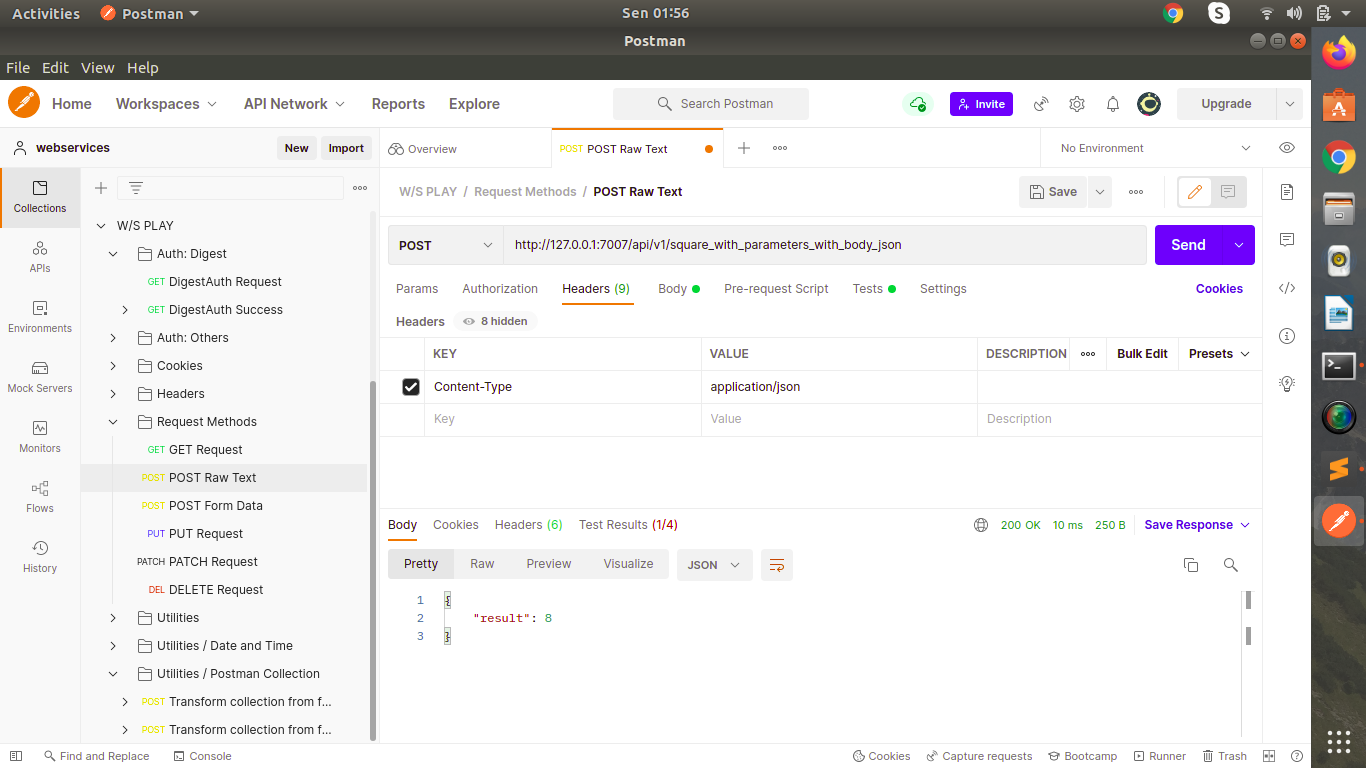 Activities Postman Sen 01:56
Postman
File Edit View Help
Home Workspaces API Network Reports Explore Search Postman Invite Upgrade
webservices New Import Overview POST POST Raw Text No Environment
Collections
APIs
Environments
Mock Servers
Monitors
Flows
History
W/S PLAY
Auth: Digest
GET DigestAuth Request
GET DigestAuth Success
Auth: Others
Cookies
Headers
Request Methods
GET GET Request
POST POST Raw Text
POST POST Form Data
PUT PUT Request
PATCH PATCH Request
DEL DELETE Request
Utilities
Utilities / Date and Time
Utilities / Postman Collection
POST Transform collection from f...
POST Transform collection from f...
W/S PLAY / Request Methods / POST Raw Text Save
POST http://127.0.0.1:7007/api/v1/square_with_parameters_with_body_json Send
Params Authorization Headers (9) Body Pre-request Script Tests Settings Cookies
Headers 8 hidden
KEY VALUE DESCRIPTION Bulk Edit Presets
Content-Type application/json
Key Value Description
Body Cookies Headers (6) Test Results (1/4) 200 OK 10 ms 250 B Save Response
Pretty Raw Preview Visualize JSON
1 {
2 "result": 8
3 }
Find and Replace Console Cookies Capture requests Bootcamp Runner Trash